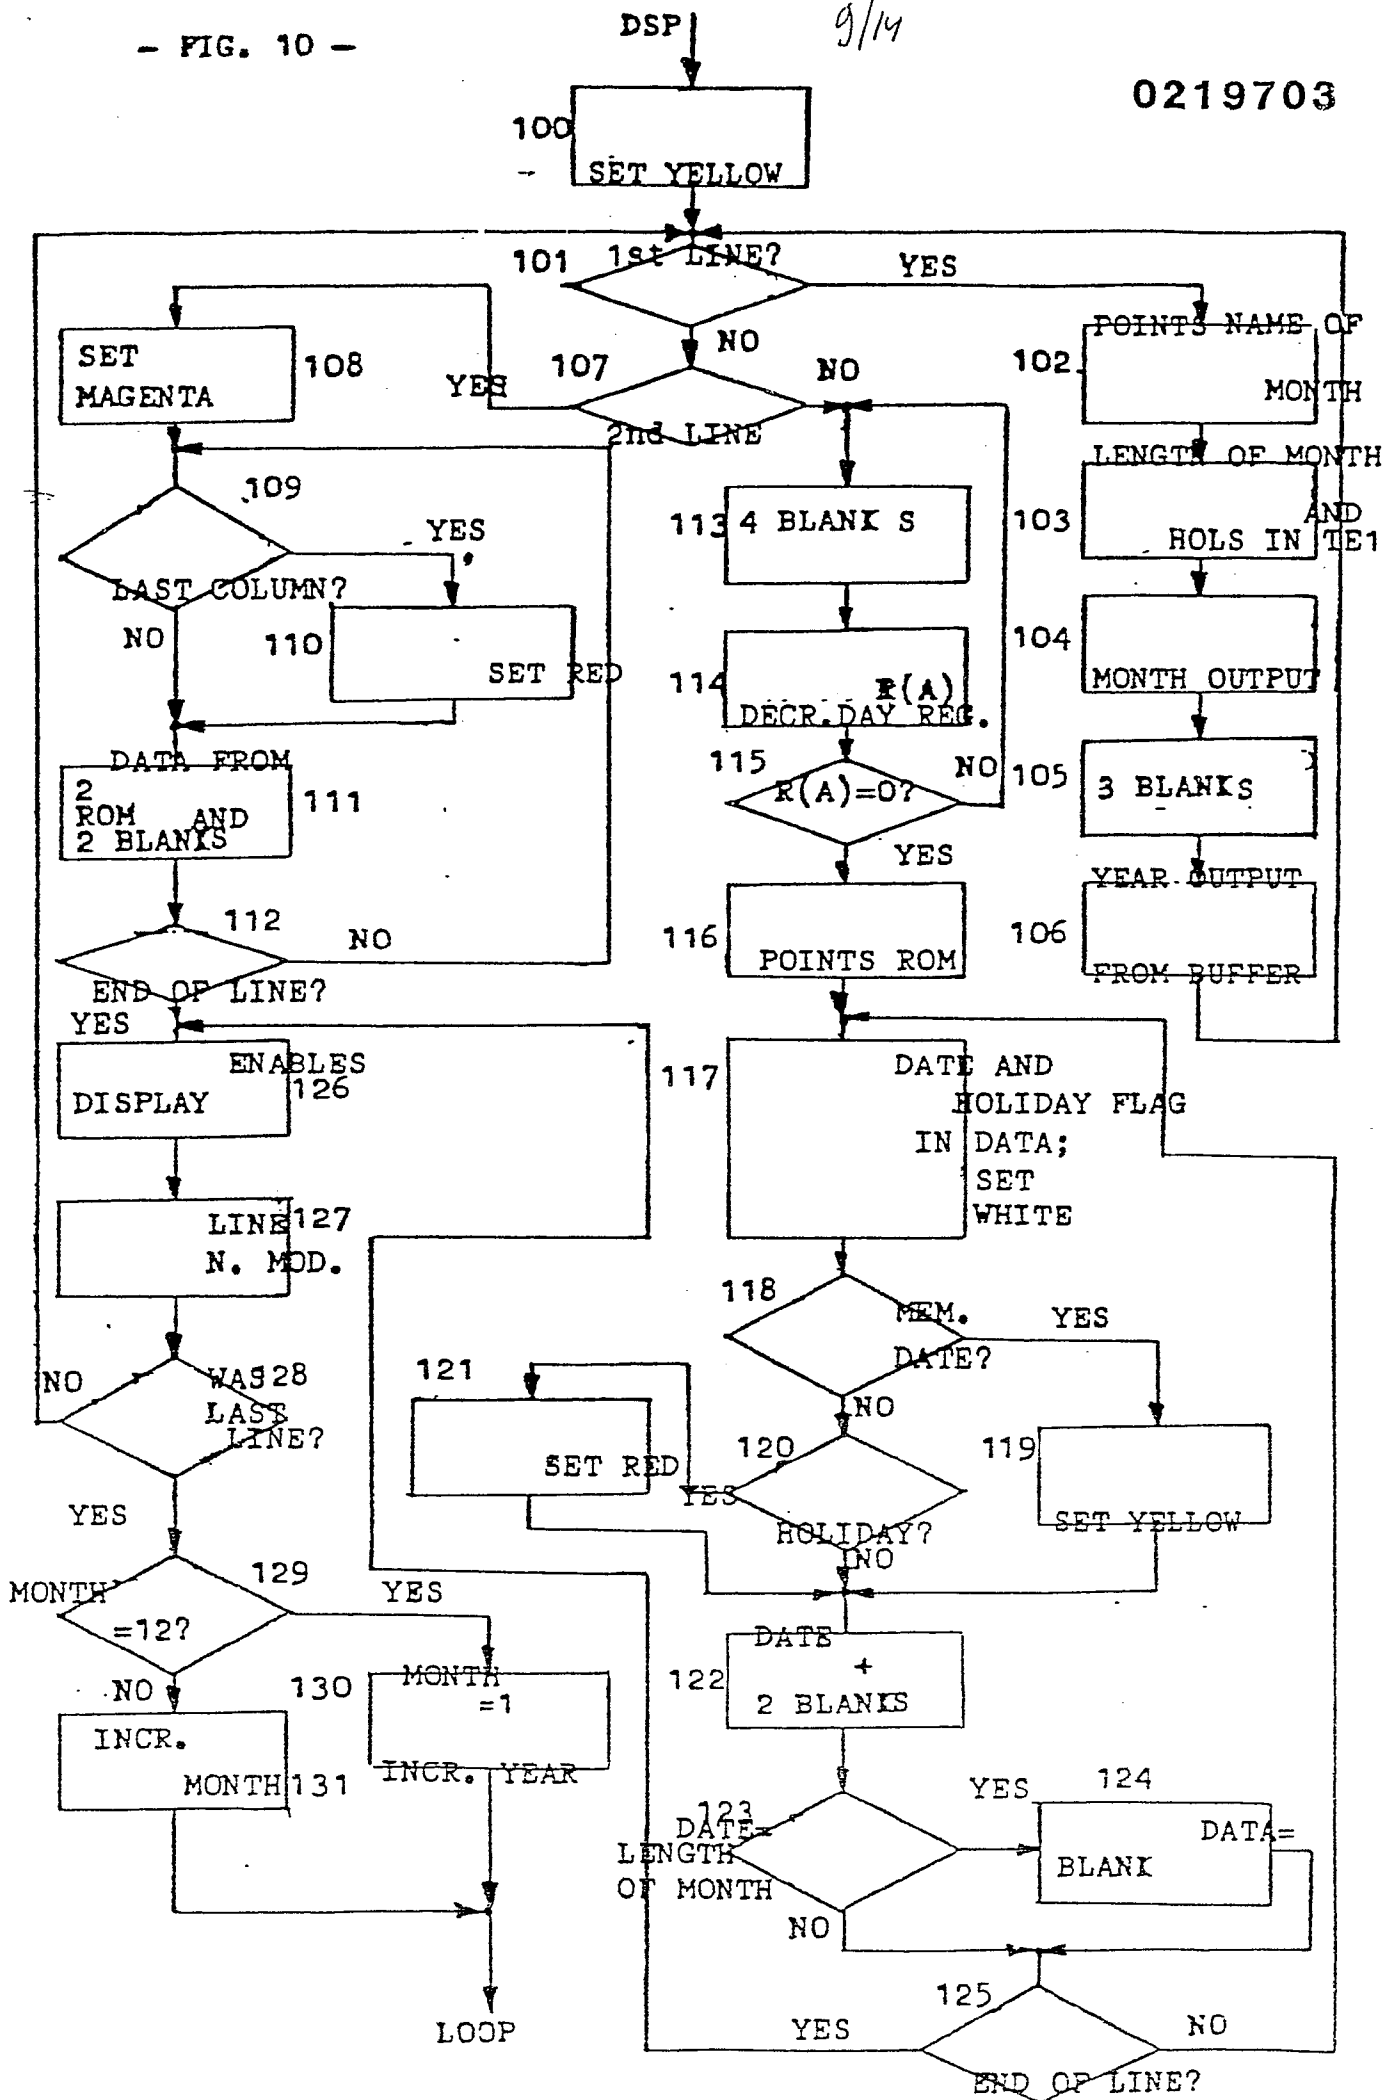 - FIG. 10 -
DSP
9/14
0219703
100
SET YELLOW
101
1st LINE?
YES
NO
107
2nd LINE
YES
NO
108
SET
MAGENTA
109
LAST COLUMN?
YES
NO
110
SET RED
DATA FROM
2
ROM AND
2 BLANKS
111
112
END OF LINE?
NO
YES
ENABLES
DISPLAY
126
LINE
N. MOD.
127
WAS28
LAST
LINE?
NO
YES
129
MONTH
=12?
YES
NO
130
MONTH
=1
INCR. YEAR
INCR.
MONTH
131
LOOP
102
POINTS NAME OF
MONTH
103
LENGTH OF MONTH
AND
HOLS IN TE1
104
MONTH OUTPUT
105
3 BLANKS
106
YEAR OUTPUT
FROM BUFFER
113
4 BLANK S
114
R(A)
DECR.DAY REG.
115
R(A)=0?
NO
YES
116
POINTS ROM
117
DATE AND
HOLIDAY FLAG
IN DATA;
SET
WHITE
118
MEM.
DATE?
YES
NO
119
SET YELLOW
120
HOLIDAY?
YES
NO
121
SET RED
122
DATE
+
2 BLANKS
123
DATE=
LENGTH
OF MONTH
YES
NO
124
DATA=
BLANK
125
END OF LINE?
YES
NO